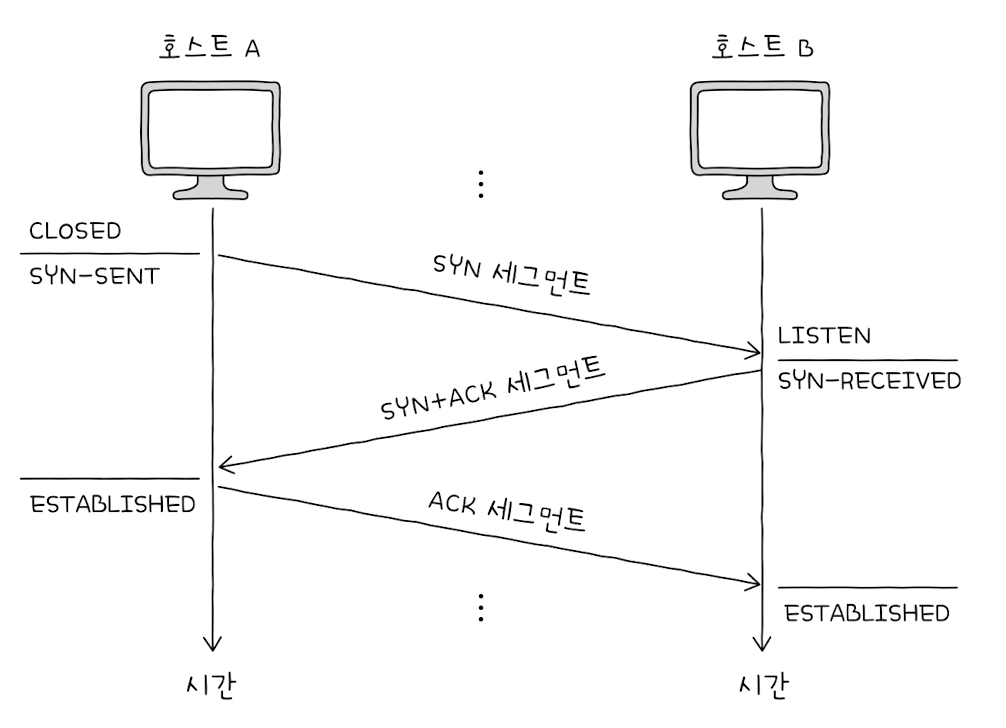 호스트 A
호스트 B
CLOSED
SYN-SENT
SYN 세그먼트
LISTEN
SYN-RECEIVED
SYN+ACK 세그먼트
ESTABLISHED
ACK 세그먼트
ESTABLISHED
시간
시간